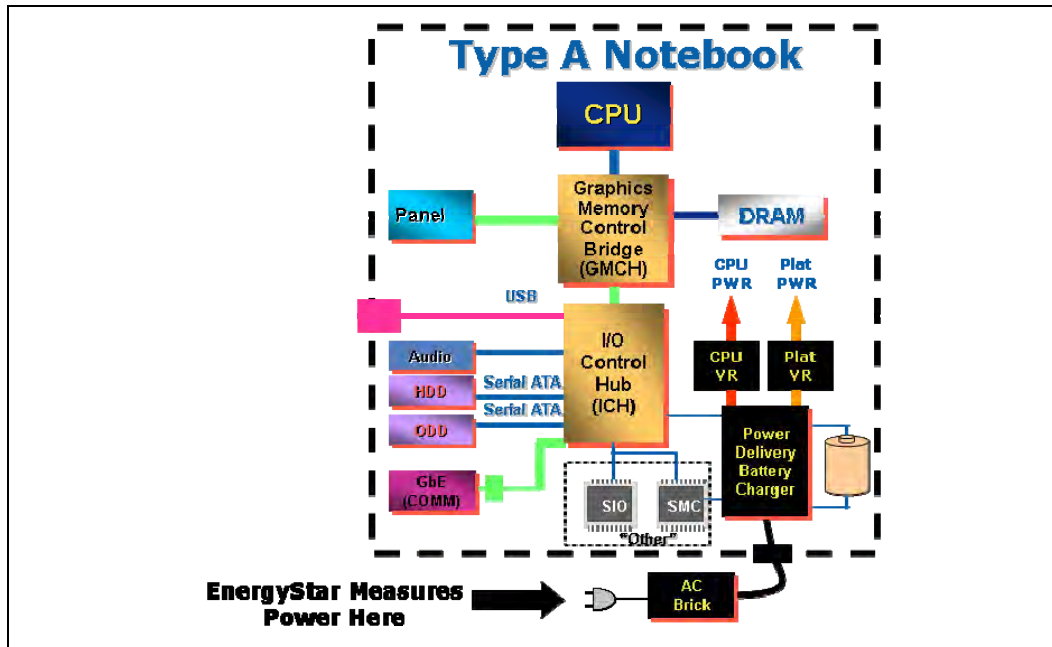 Type A Notebook
CPU
Graphics
Memory
Control
Bridge
(GMCH)
Panel
DRAM
CPU
PWR
Plat
PWR
USB
I/O
Control
Hub
(ICH)
Audio
HDD
Serial ATA
Serial ATA
ODD
CPU
VR
Plat
VR
Power
Delivery
Battery
Charger
GbE
(COMM)
SIO
SMC
"Other"
EnergyStar Measures
Power Here
AC
Brick